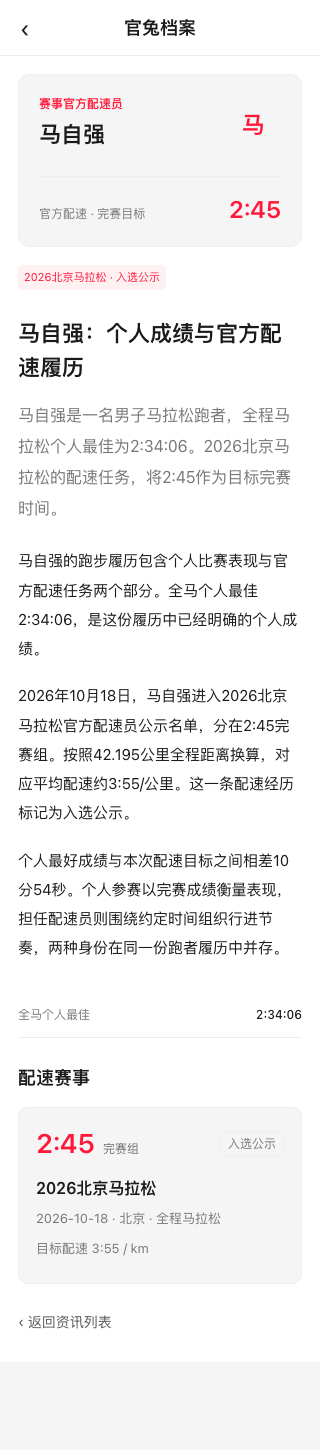 ‹
官兔档案
赛事官方配速员
马自强
马
官方配速 · 完赛目标
2:45
2026北京马拉松 · 入选公示
马自强：个人成绩与官方配
速履历
马自强是一名男子马拉松跑者，全程马
拉松个人最佳为2:34:06。2026北京马
拉松的配速任务，将2:45作为目标完赛
时间。
马自强的跑步履历包含个人比赛表现与官
方配速任务两个部分。全马个人最佳
2:34:06，是这份履历中已经明确的个人成
绩。
2026年10月18日，马自强进入2026北京
马拉松官方配速员公示名单，分在2:45完
赛组。按照42.195公里全程距离换算，对
应平均配速约3:55/公里。这一条配速经历
标记为入选公示。
个人最好成绩与本次配速目标之间相差10
分54秒。个人参赛以完赛成绩衡量表现，
担任配速员则围绕约定时间组织行进节
奏，两种身份在同一份跑者履历中并存。
全马个人最佳
2:34:06
配速赛事
2:45 完赛组
入选公示
2026北京马拉松
2026-10-18 · 北京 · 全程马拉松
目标配速 3:55 / km
‹ 返回资讯列表